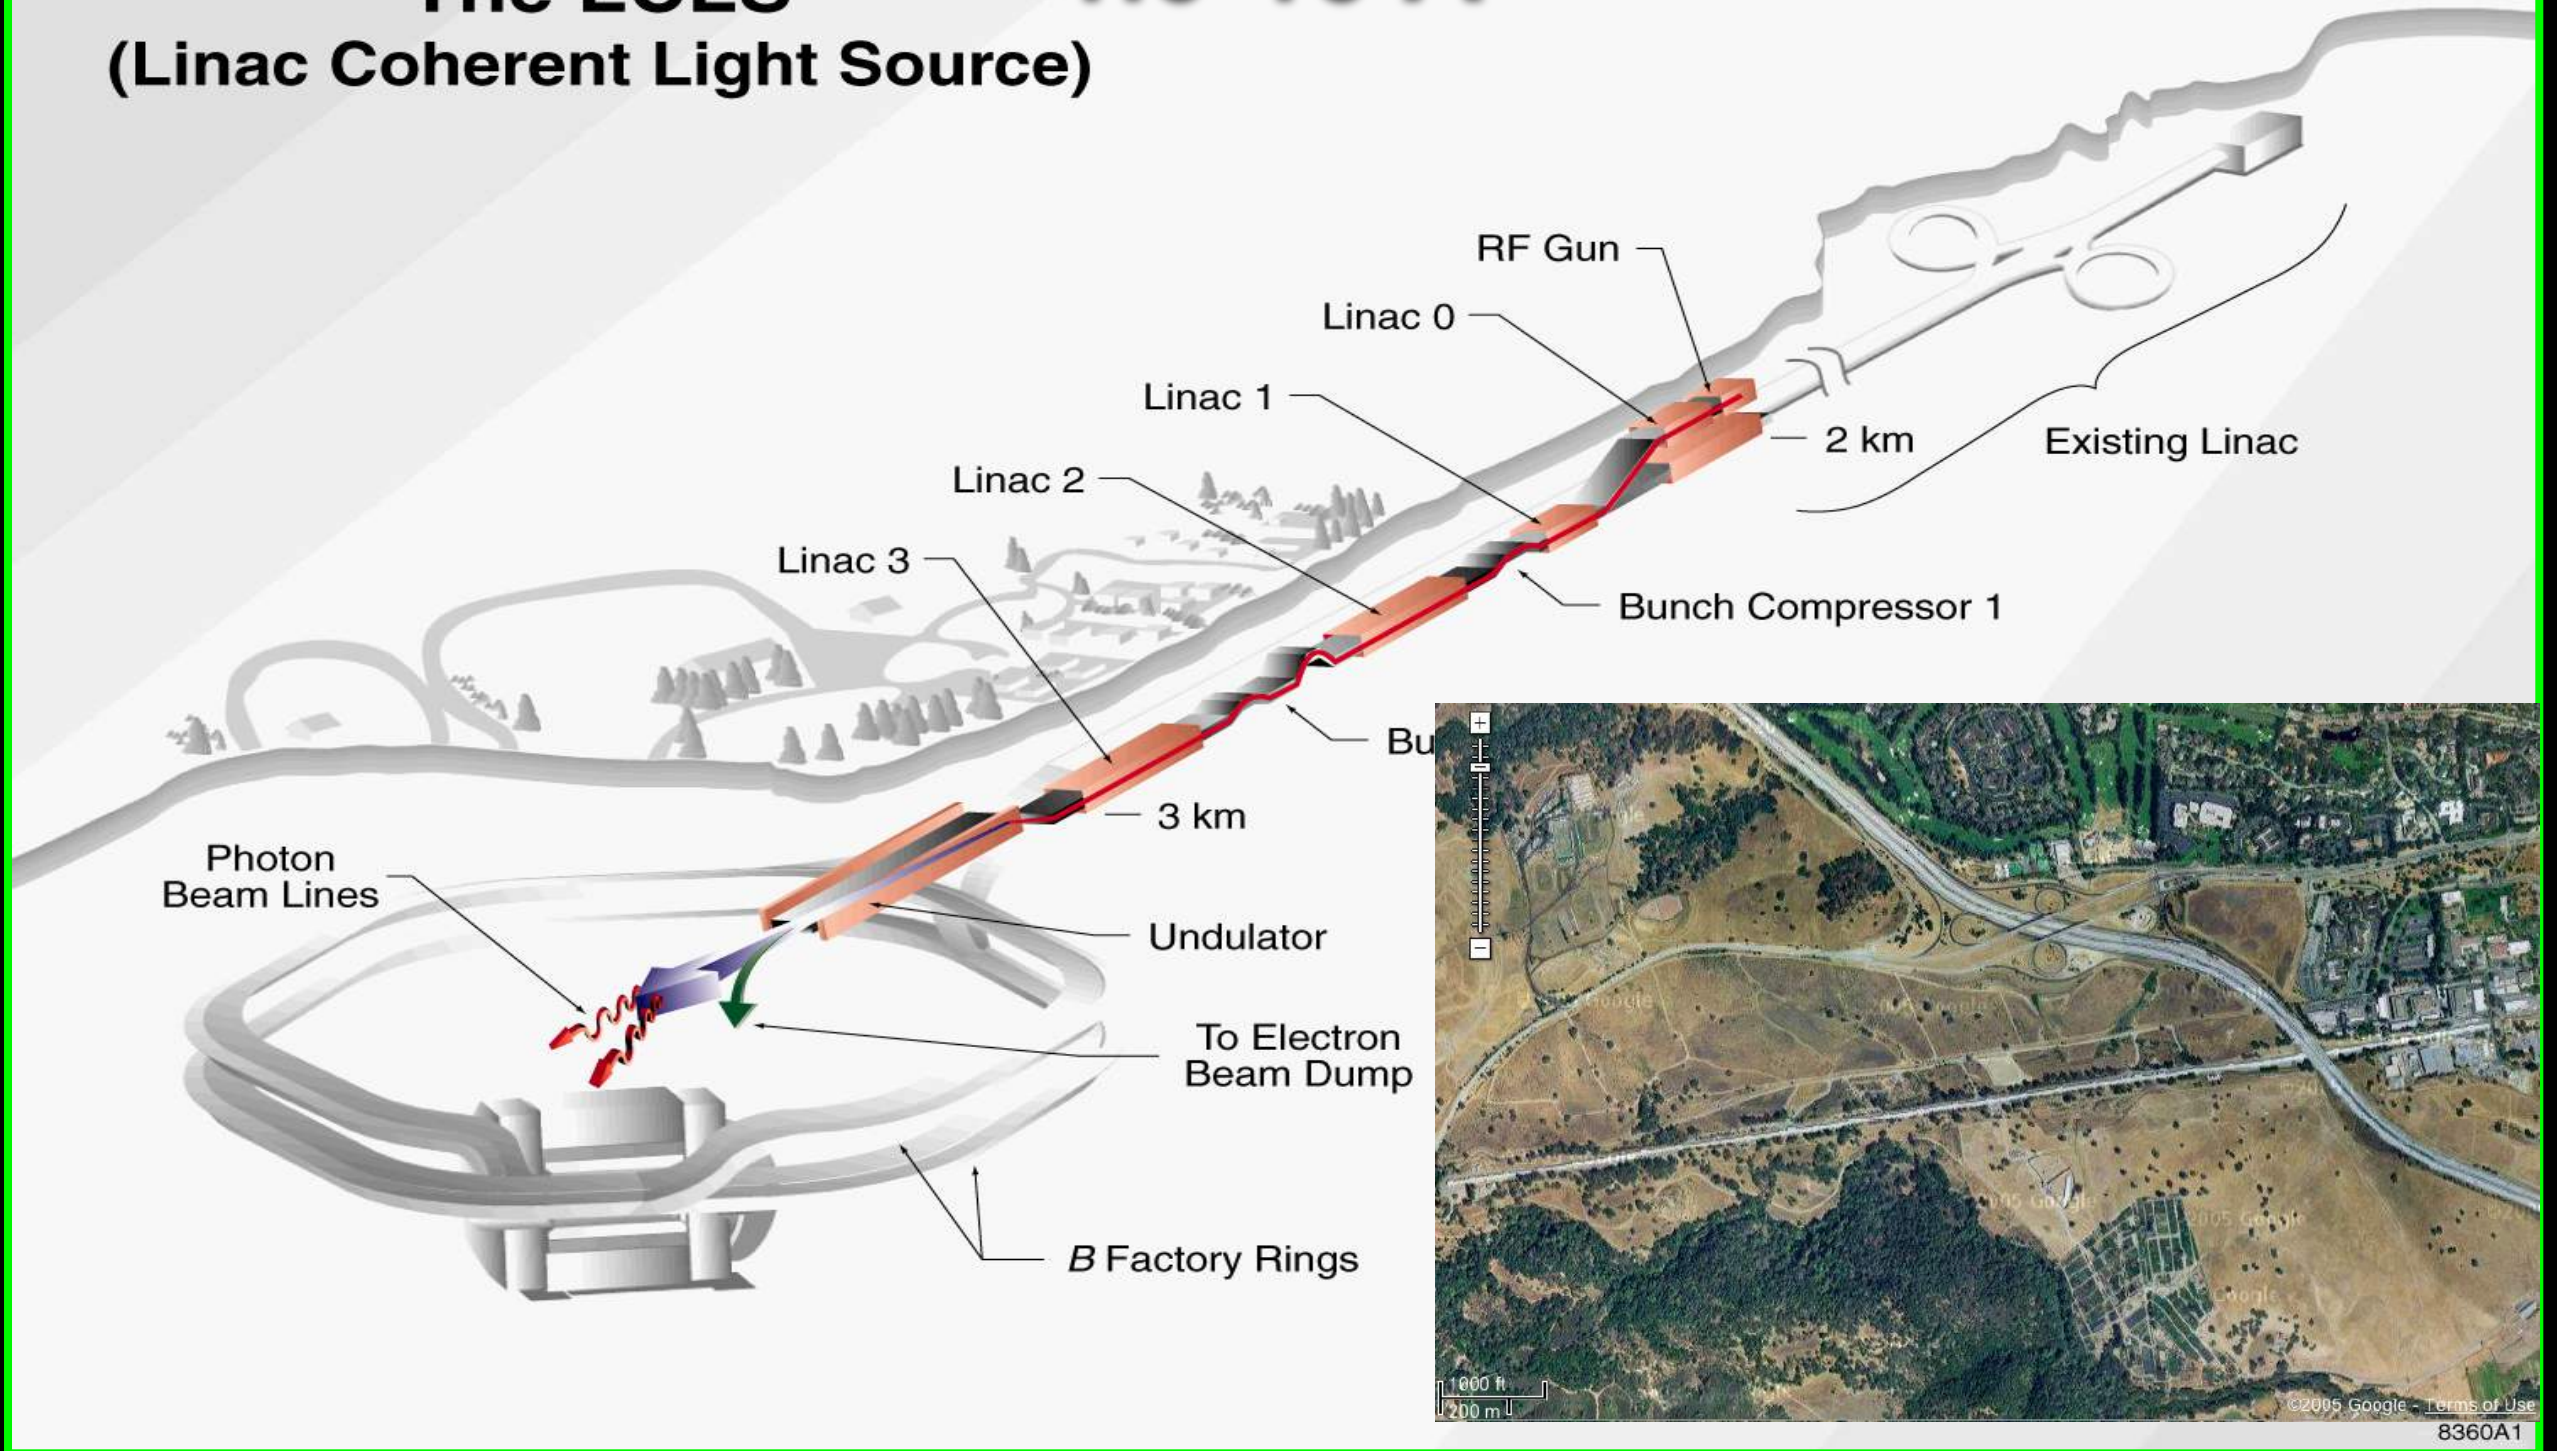 The LCLS
(Linac Coherent Light Source)
RF Gun
Linac 0
Linac 1
2 km
Existing Linac
Linac 2
Linac 3
Bunch Compressor 1
Bu
3 km
Photon
Beam Lines
Undulator
To Electron
Beam Dump
B Factory Rings
1000 ft
200 m
©2005 Google - Terms of Use
8360A1